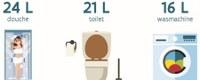 24 L
douche
21 L
toilet
16 L
wasmachine